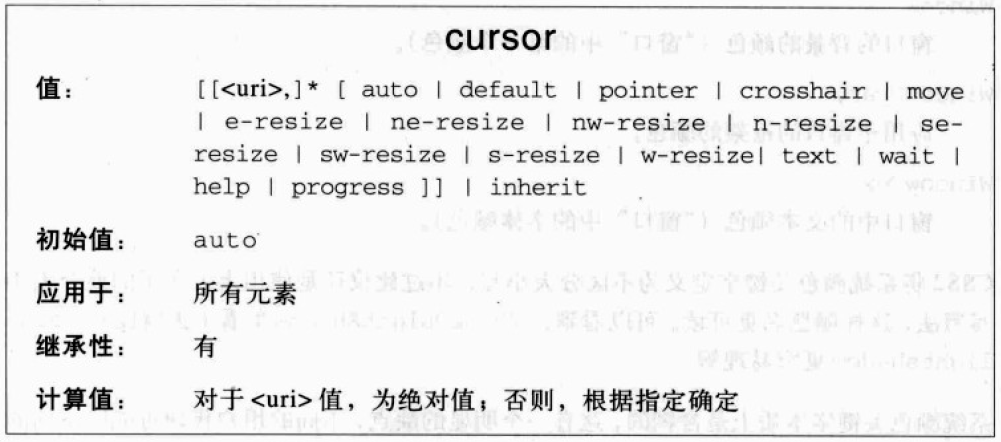 cursor
值： [[<uri>,]* [ auto | default | pointer | crosshair | move
| e-resize | ne-resize | nw-resize | n-resize | se-
resize | sw-resize | s-resize | w-resize| text | wait |
help | progress ]] | inherit
初始值： auto
应用于： 所有元素
继承性： 有
计算值： 对于<uri>值，为绝对值；否则，根据指定确定